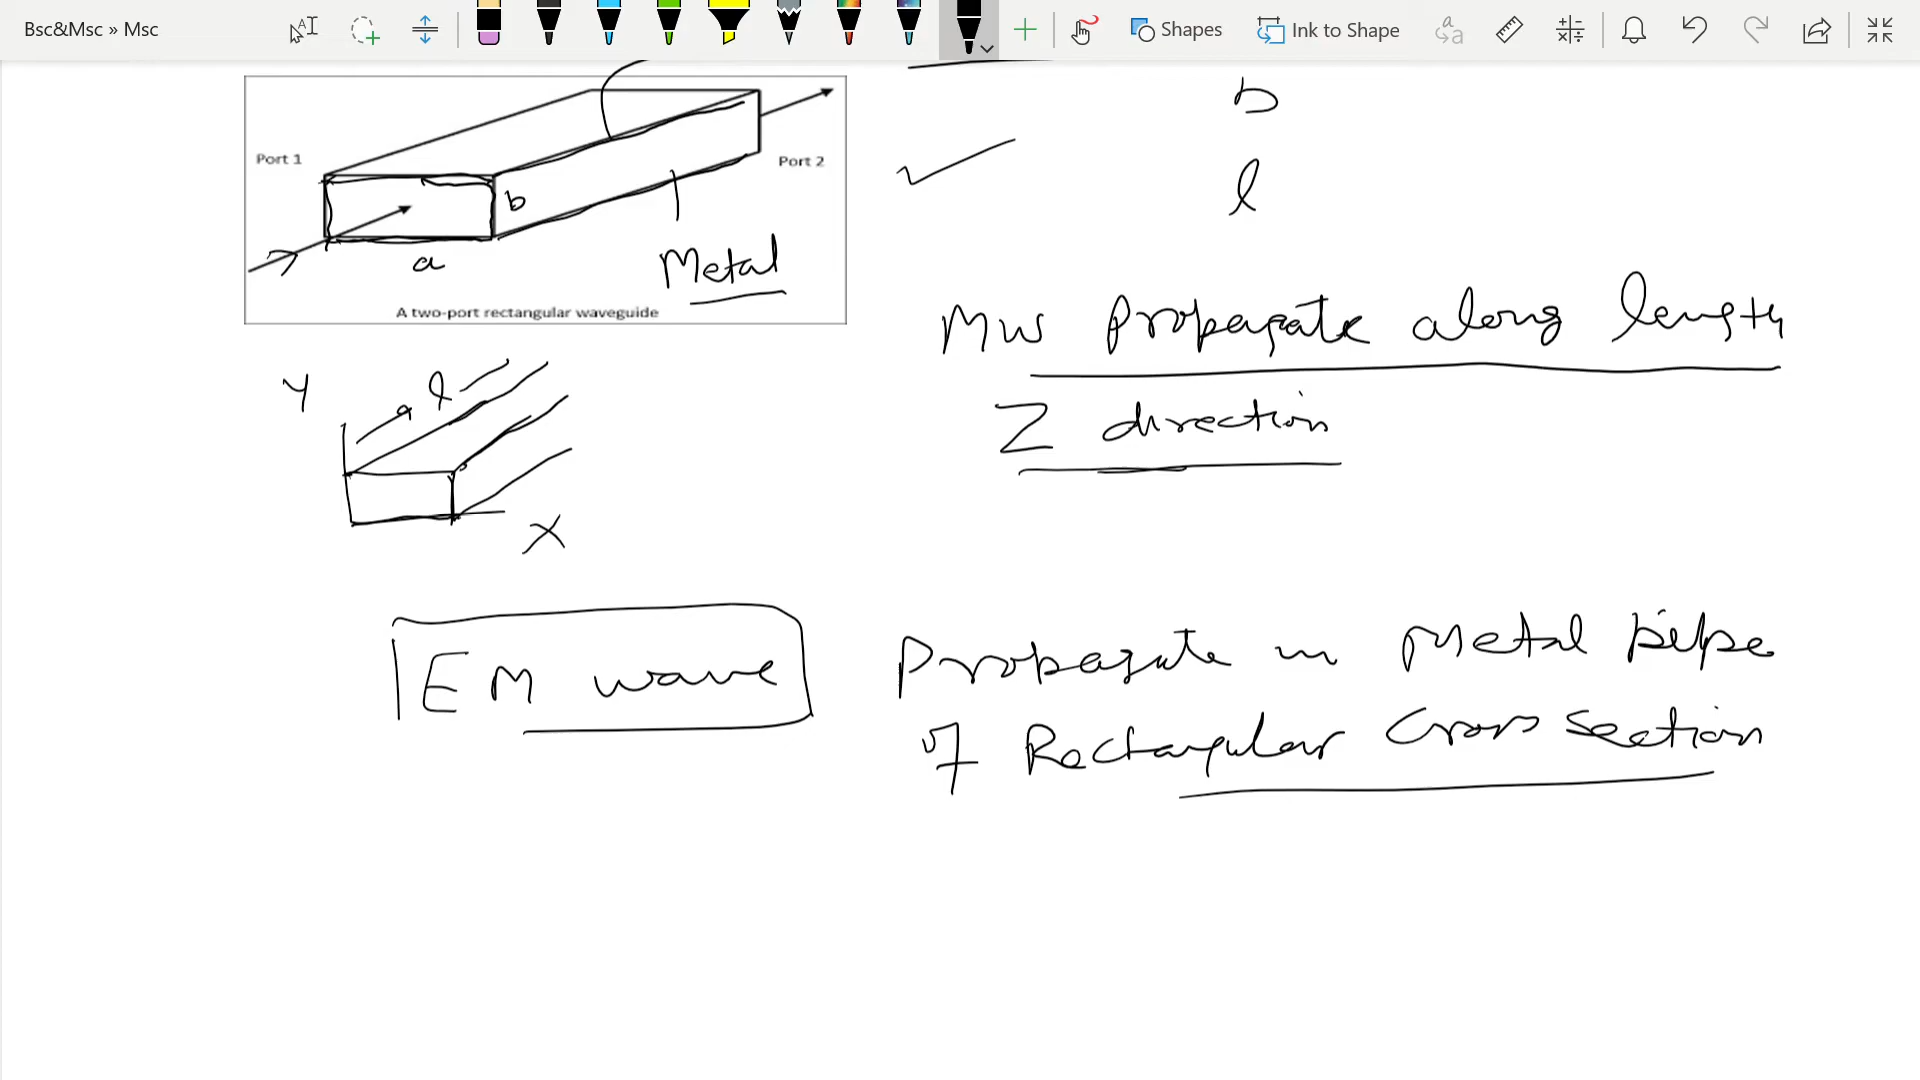 Bsc&Msc » Msc
Shapes
Ink to Shape
b
Port 1
Port 2
l
b
a
Metal
A two-port rectangular waveguide
MW Propagate along length
Y
l
Z direction
X
EM wave
Propagate in Metal pipe
of Rectangular Cross section